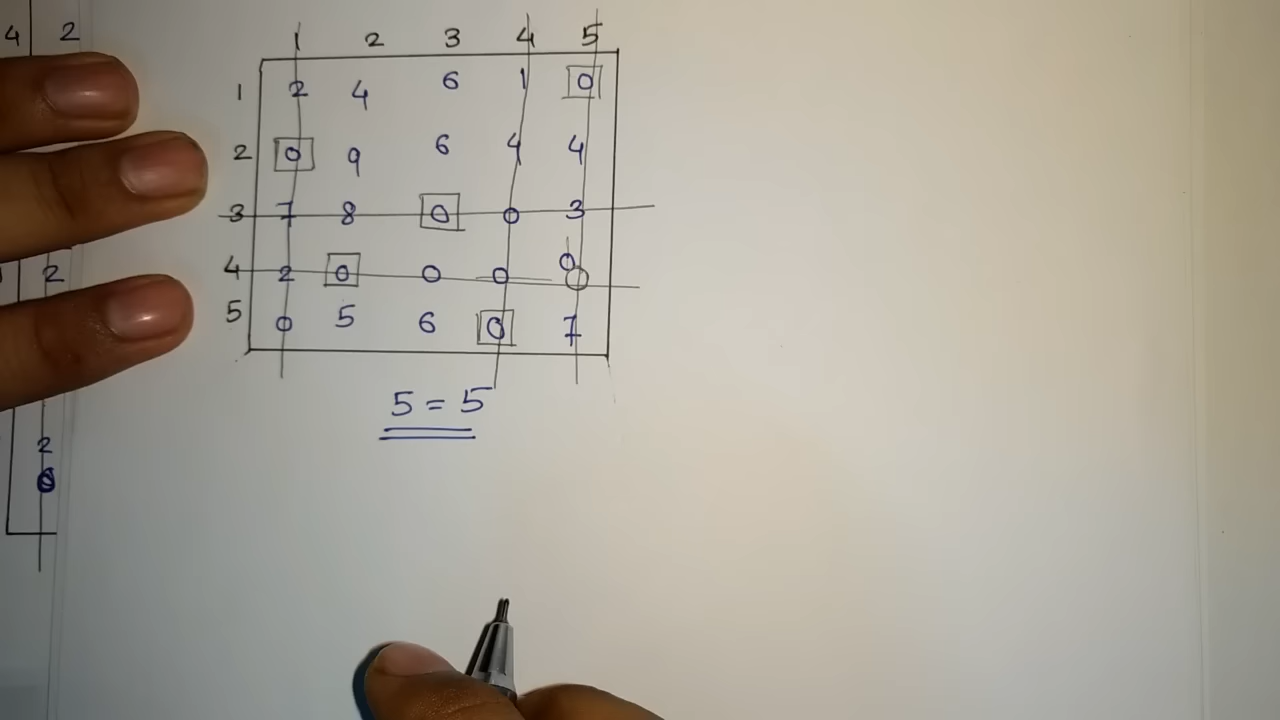 4 2
1 2 3 4 5
1 2 4 6 1 0
2 0 9 6 4 4
3 7 8 0 0 3
4 2 0 0 0 0
2
5 0 5 6 0 7
5 = 5
2
0